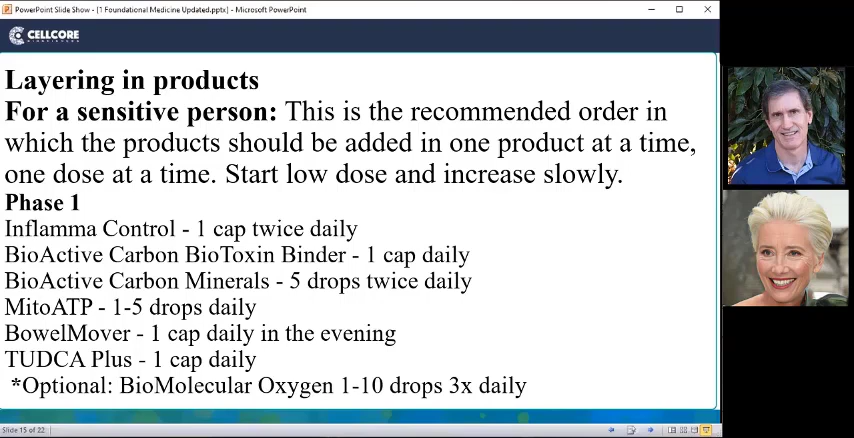 PowerPoint Slide Show - [1 Foundational Medicine Updated.pptx] - Microsoft PowerPoint
CELLCORE
BIOSCIENCES
Layering in products
For a sensitive person: This is the recommended order in
which the products should be added in one product at a time,
one dose at a time. Start low dose and increase slowly.
Phase 1
Inflamma Control - 1 cap twice daily
BioActive Carbon BioToxin Binder - 1 cap daily
BioActive Carbon Minerals - 5 drops twice daily
MitoATP - 1-5 drops daily
BowelMover - 1 cap daily in the evening
TUDCA Plus - 1 cap daily
*Optional: BioMolecular Oxygen 1-10 drops 3x daily
Slide 15 of 22